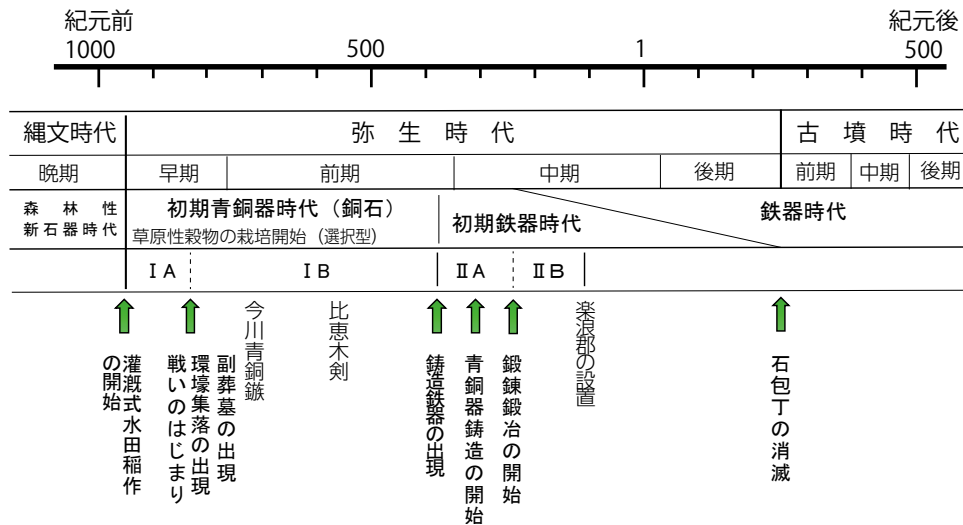 紀元前 紀元後
1000 500 1 500
縄文時代 弥生時代 古墳時代
晩期 早期 前期 中期 後期 前期 中期 後期
森林性
新石器時代
初期青銅器時代（銅石）
草原性穀物の栽培開始（選択型）
初期鉄器時代
鉄器時代
ⅠA ⅠB ⅡA ⅡB
灌漑式水田稲作
の開始
戦いのはじまり
環壕集落の出現
副葬墓の出現
今川青銅鏃
比恵木剣
鋳造鉄器の出現
青銅器鋳造の開始
鍛錬鍛冶の開始
楽浪郡の設置
石包丁の消滅